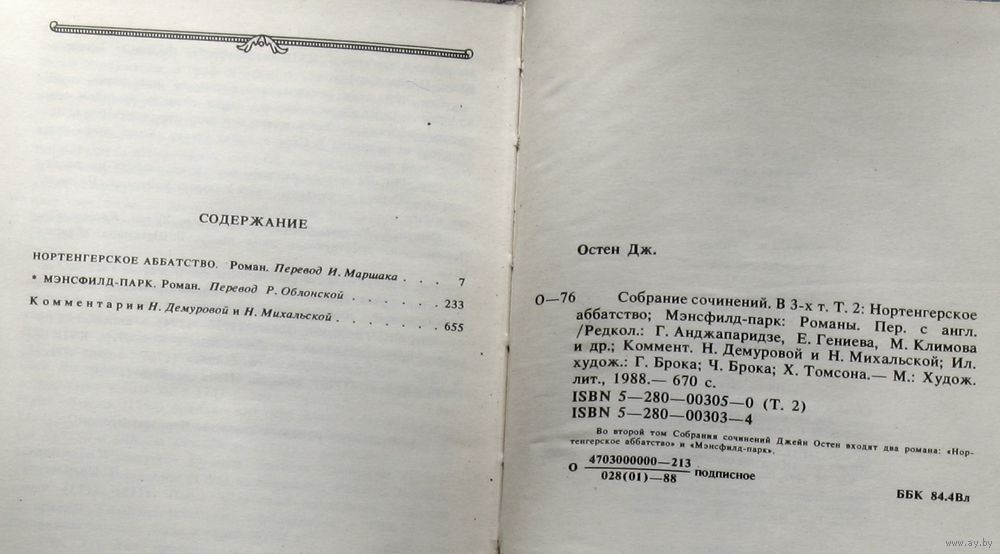 СОДЕРЖАНИЕ
НОРТЕНГЕРСКОЕ АББАТСТВО. Роман. Перевод И. Маршака . . . 7
* МЭНСФИЛД-ПАРК. Роман. Перевод Р. Облонской . . . . . 233
Комментарии Н. Демуровой и Н. Михальской . . . . . . 655
Остен Дж.
О—76 Собрание сочинений. В 3-х т. Т. 2: Нортенгерское
аббатство; Мэнсфилд-парк: Романы. Пер. с англ.
/Редкол.: Г. Анджапаридзе, Е. Гениева, М. Климова
и др.; Коммент. Н. Демуровой и Н. Михальской; Ил.
худож.: Г. Брока; Ч. Брока; Х. Томсона.— М.: Худож.
лит., 1988.— 670 с.
ISBN 5—280—00305—0 (Т. 2)
ISBN 5—280—00303—4
Во второй том Собрания сочинений Джейн Остен входят два романа: «Нор-
тенгерское аббатство» и «Мэнсфилд-парк».
О 4703000000—213 подписное
028(01)—88
ББК 84.4Вл
www.ay.by